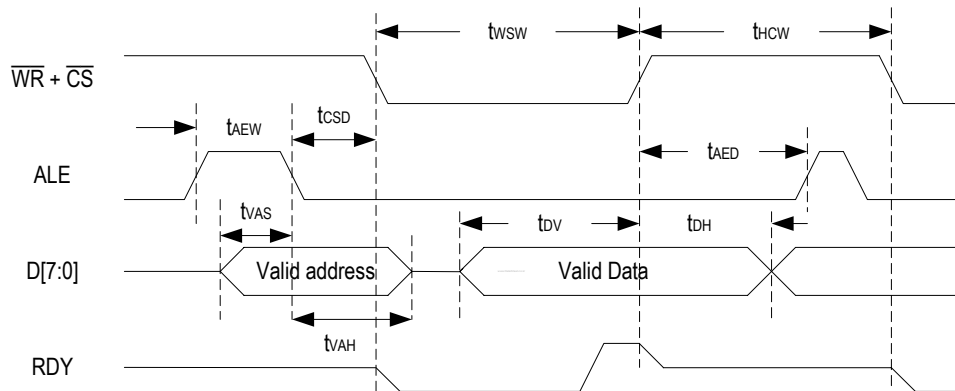 tWSW
tHCW
WR + CS
tAEW
tCSD
ALE
tAED
tVAS
tDV
tDH
D[7:0]
Valid address
Valid Data
tVAH
RDY